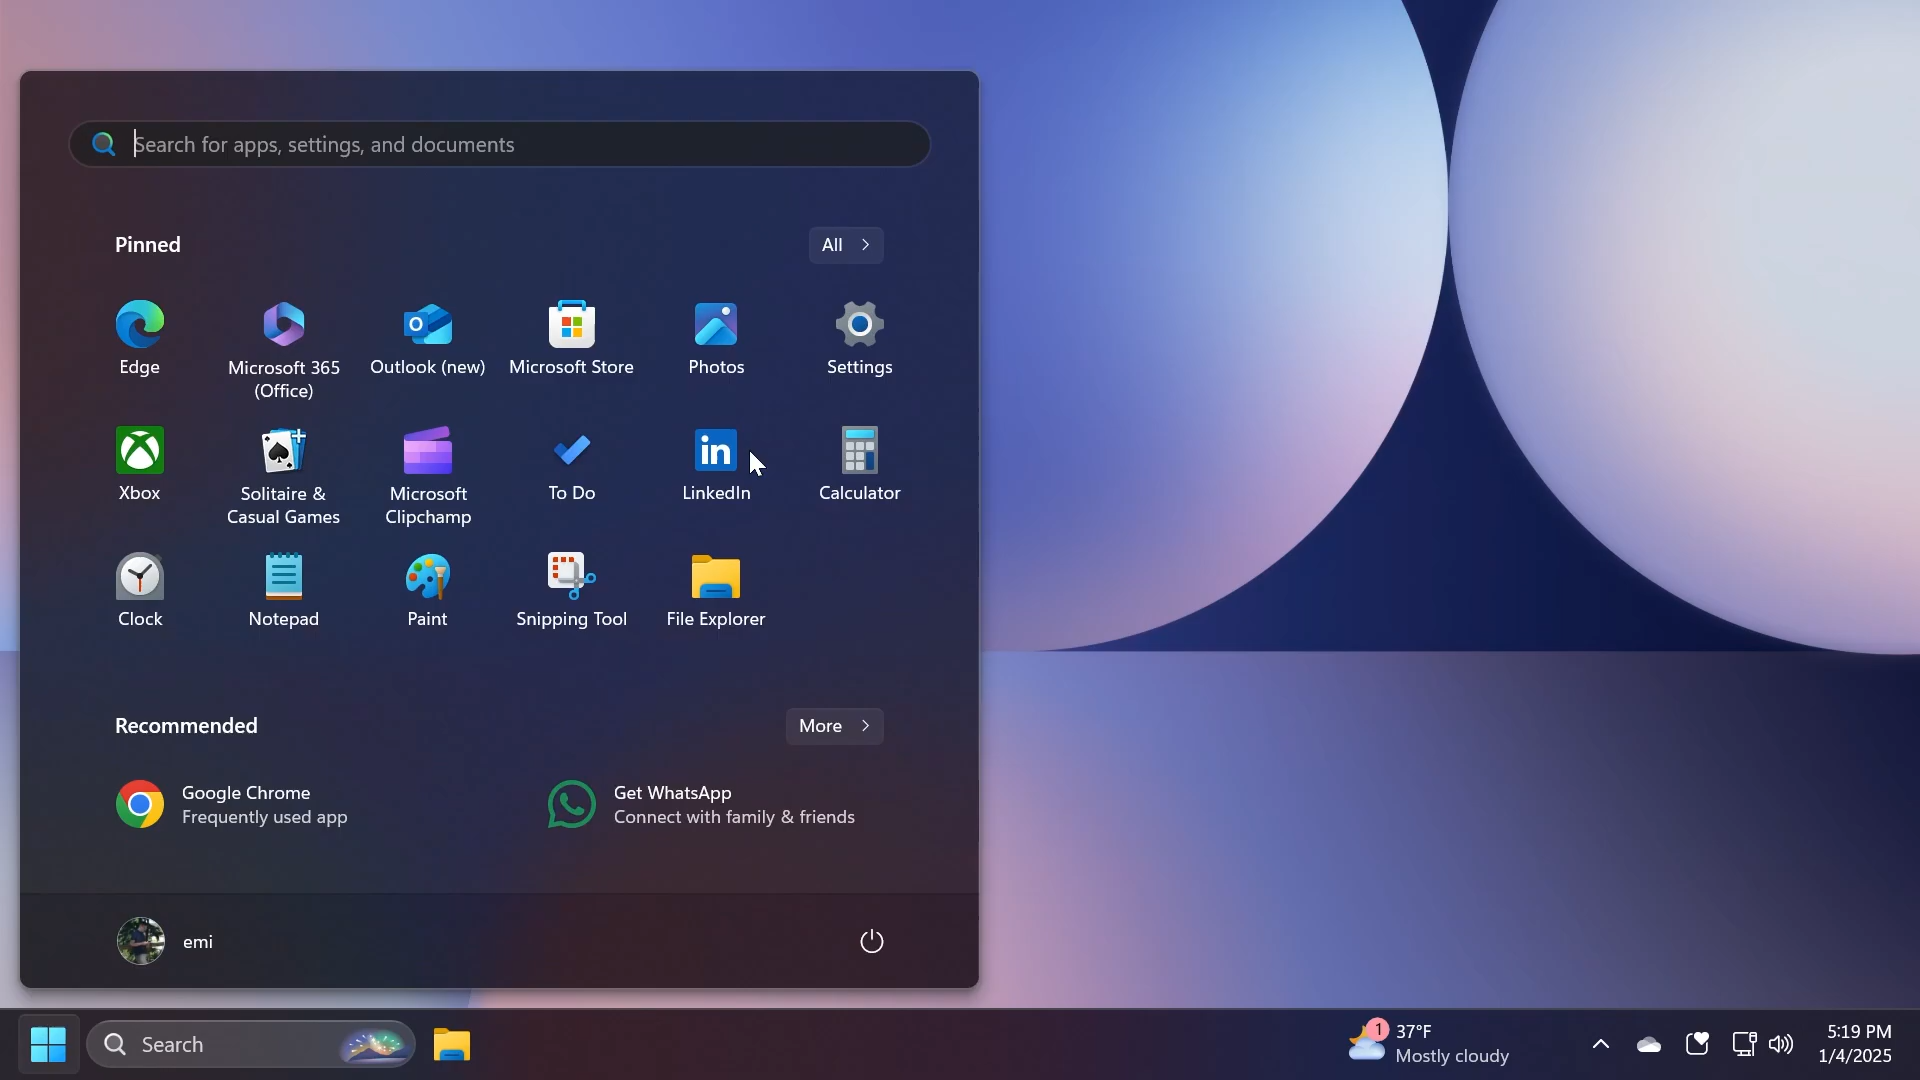 Search for apps, settings, and documents
Pinned
All
Edge
Microsoft 365
(Office)
Outlook (new)
Microsoft Store
Photos
Settings
Xbox
Solitaire &
Casual Games
Microsoft
Clipchamp
To Do
in
LinkedIn
Calculator
Clock
Notepad
Paint
Snipping Tool
File Explorer
Recommended
More
Google Chrome
Frequently used app
Get WhatsApp
Connect with family & friends
emi
Search
1
37°F
Mostly cloudy
5:19 PM
1/4/2025